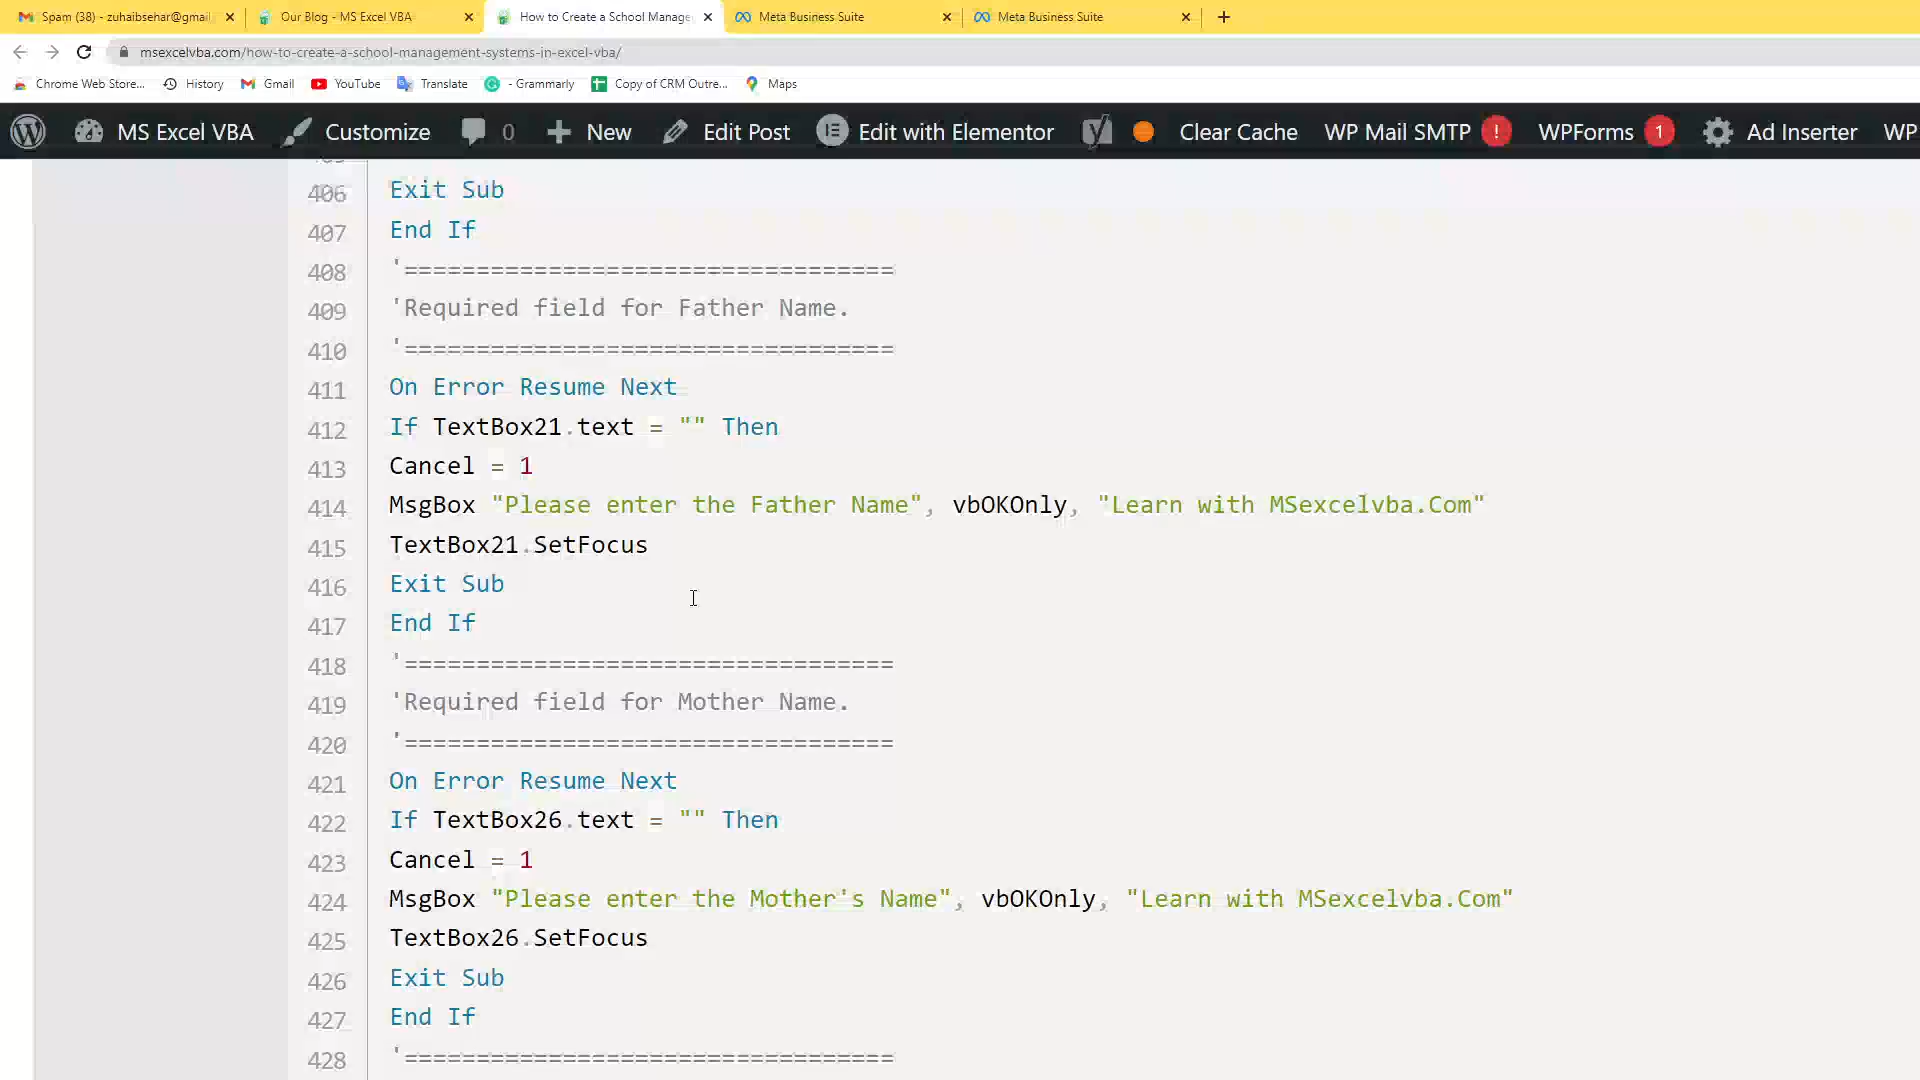 Spam (38) - zuhaibsehar@gmail
Our Blog - MS Excel VBA
How to Create a School Manage
Meta Business Suite
Meta Business Suite
msexcelvba.com/how-to-create-a-school-management-systems-in-excel-vba/
Chrome Web Store... History Gmail YouTube Translate - Grammarly Copy of CRM Outre... Maps
MS Excel VBA Customize 0 New Edit Post Edit with Elementor Clear Cache WP Mail SMTP ! WPForms 1 Ad Inserter WP
406 Exit Sub
407 End If
408 '==================================
409 'Required field for Father Name.
410 '==================================
411 On Error Resume Next
412 If TextBox21.text = "" Then
413 Cancel = 1
414 MsgBox "Please enter the Father Name", vbOKOnly, "Learn with MSexcelvba.Com"
415 TextBox21.SetFocus
416 Exit Sub
417 End If
418 '==================================
419 'Required field for Mother Name.
420 '==================================
421 On Error Resume Next
422 If TextBox26.text = "" Then
423 Cancel = 1
424 MsgBox "Please enter the Mother's Name", vbOKOnly, "Learn with MSexcelvba.Com"
425 TextBox26.SetFocus
426 Exit Sub
427 End If
428 '==================================